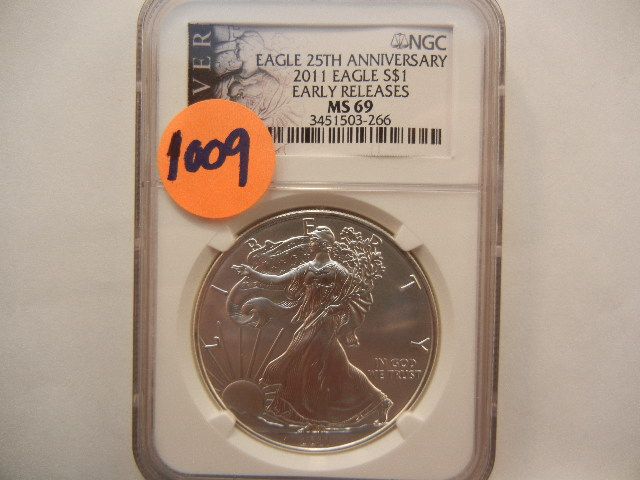 NGC
EAGLE 25TH ANNIVERSARY
2011 EAGLE S$1
EARLY RELEASES
MS 69
3451503-266
VER
1009
LIBERTY
IN GOD
WE TRUST